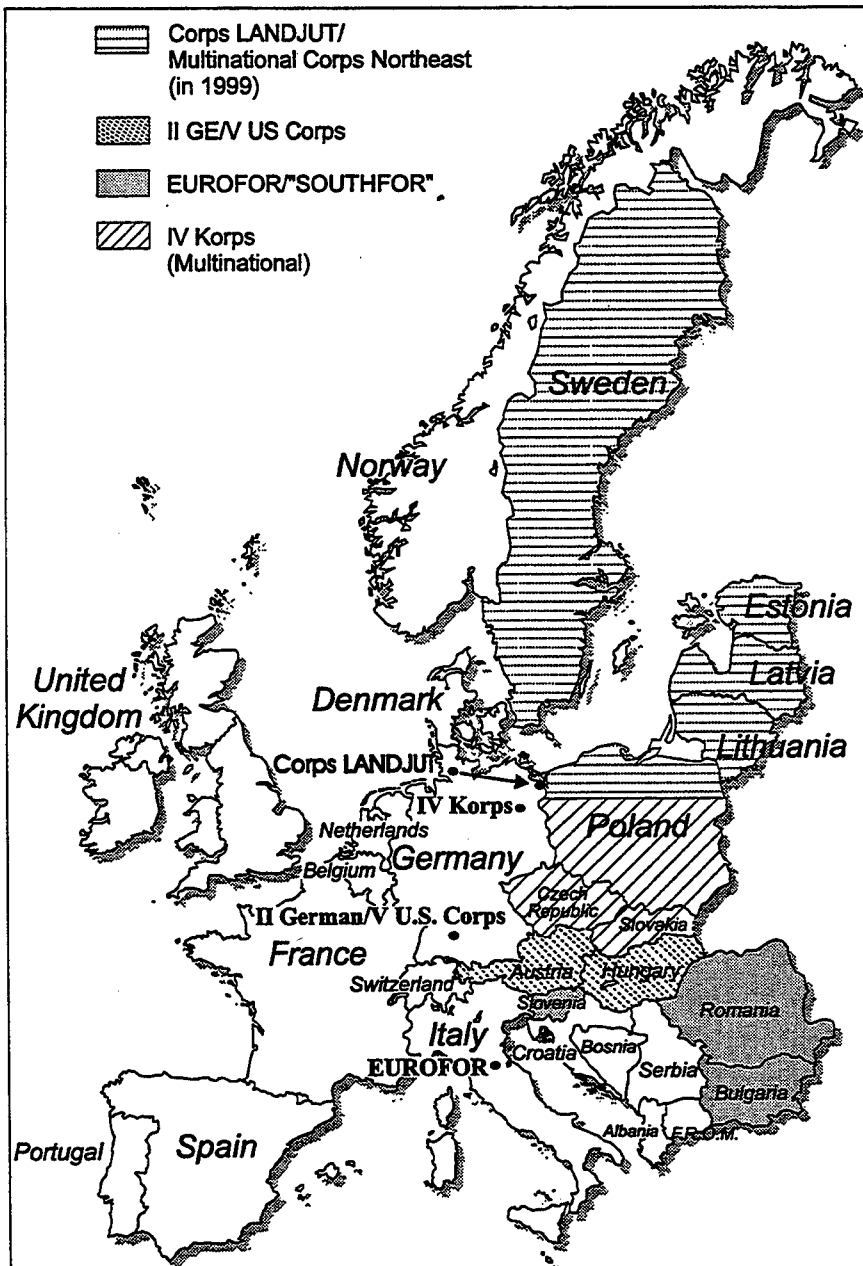 Corps LANDJUT/
Multinational Corps Northeast
(in 1999)
II GE/V US Corps
EUROFOR/"SOUTHFOR"
IV Korps
(Multinational)
Sweden
Norway
Estonia
Latvia
Lithuania
United
Kingdom
Denmark
Corps LANDJUT
IV Korps
Poland
Netherlands
Belgium
Germany
Czech
Republic
Slovakia
II German/V U.S. Corps
France
Switzerland
Austria
Hungary
Slovenia
Romania
Italy
Croatia
Bosnia
Serbia
EUROFOR
Bulgaria
Albania
F.R.O.M.
Portugal
Spain